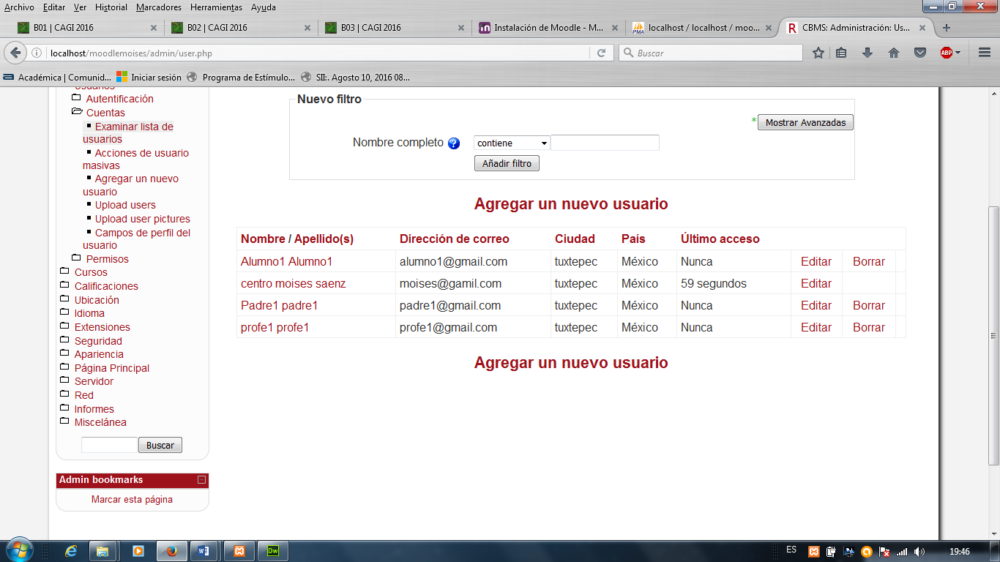 Archivo Editar Ver Historial Marcadores Herramientas Ayuda
B01 | CAGI 2016
B02 | CAGI 2016
B03 | CAGI 2016
Instalación de Moodle - M...
localhost / localhost / moo...
CBMS: Administración: Us...
localhost/moodlemoises/admin/user.php
Buscar
ABP
Académica | Comunid...
Iniciar sesión
Programa de Estímulo...
SII:. Agosto 10, 2016 08...
Usuarios
Autentificación
Cuentas
Examinar lista de
usuarios
Acciones de usuario
masivas
Agregar un nuevo
usuario
Upload users
Upload user pictures
Campos de perfil del
usuario
Permisos
Cursos
Calificaciones
Ubicación
Idioma
Extensiones
Seguridad
Apariencia
Página Principal
Servidor
Red
Informes
Miscelánea
Buscar
Admin bookmarks
Marcar esta página
Nuevo filtro
* Mostrar Avanzadas
Nombre completo ? contiene
Añadir filtro
Agregar un nuevo usuario
Nombre / Apellido(s) Dirección de correo Ciudad País Último acceso
Alumno1 Alumno1 alumno1@gmail.com tuxtepec México Nunca Editar Borrar
centro moises saenz moises@gamil.com tuxtepec México 59 segundos Editar
Padre1 padre1 padre1@gmail.com tuxtepec México Nunca Editar Borrar
profe1 profe1 profe1@gmail.com tuxtepec México Nunca Editar Borrar
Agregar un nuevo usuario
ES
19:46